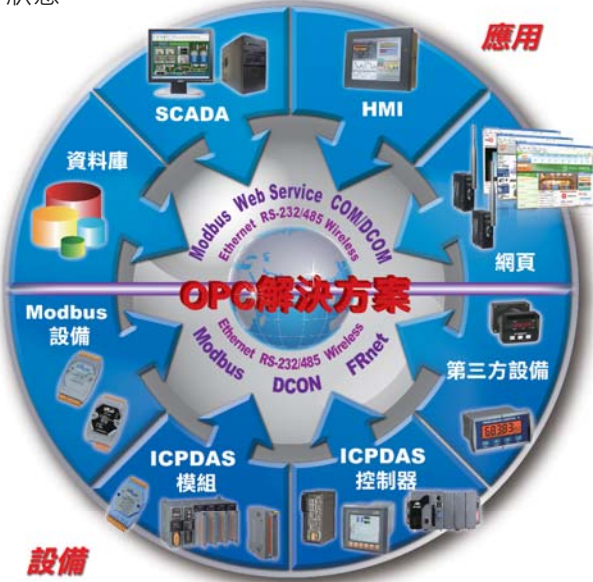 狀態
應用
SCADA
HMI
資料庫
網頁
Modbus Web Service COM/DCOM
Ethernet RS-232/485 Wireless
OPC解決方案
Ethernet RS-232/485 Wireless
Modbus DCON FRnet
Modbus
設備
第三方設備
ICPDAS
模組
ICPDAS
控制器
設備